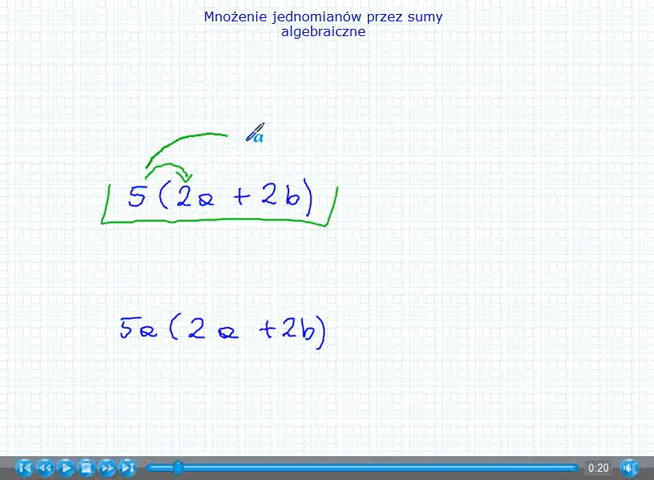 Mnożenie jednomianów przez sumy
algebraiczne
a
5 (2a + 2b)
5a (2a + 2b)
0:20